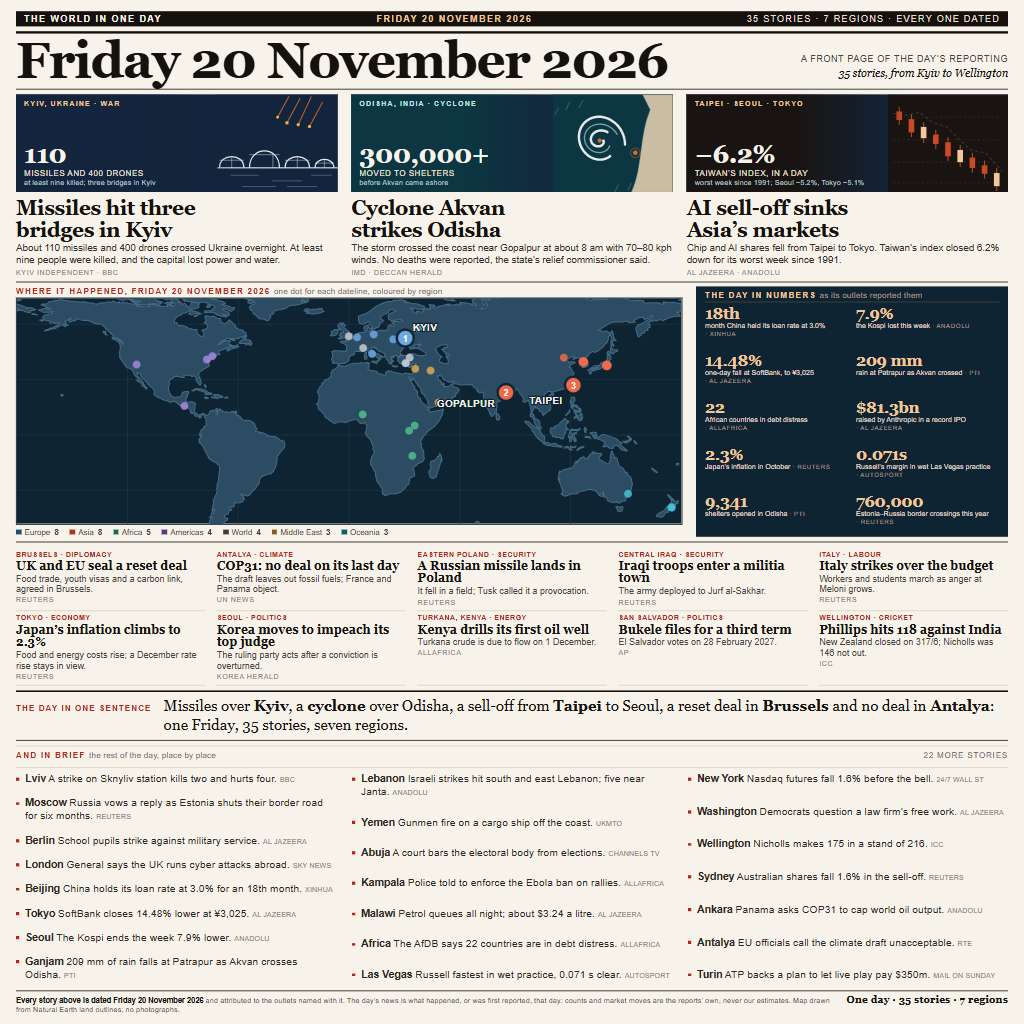 THE WORLD IN ONE DAY
FRIDAY 20 NOVEMBER 2026
35 STORIES · 7 REGIONS · EVERY ONE DATED
Friday 20 November 2026
A FRONT PAGE OF THE DAY'S REPORTING
35 stories, from Kyiv to Wellington
KYIV, UKRAINE · WAR
110
MISSILES AND 400 DRONES
at least nine killed; three bridges in Kyiv
Missiles hit three
bridges in Kyiv
About 110 missiles and 400 drones crossed Ukraine overnight. At least
nine people were killed, and the capital lost power and water.
KYIV INDEPENDENT · BBC
ODISHA, INDIA · CYCLONE
300,000+
MOVED TO SHELTERS
before Akvan came ashore
Cyclone Akvan
strikes Odisha
The storm crossed the coast near Gopalpur at about 8 am with 70–80 kph
winds. No deaths were reported, the state's relief commissioner said.
IMD · DECCAN HERALD
TAIPEI · SEOUL · TOKYO
−6.2%
TAIWAN'S INDEX, IN A DAY
worst week since 1991; Seoul −5.2%, Tokyo −5.1%
AI sell-off sinks
Asia's markets
Chip and AI shares fell from Taipei to Tokyo. Taiwan's index closed 6.2%
down for its worst week since 1991.
AL JAZEERA · ANADOLU
WHERE IT HAPPENED, FRIDAY 20 NOVEMBER 2026 one dot for each dateline, coloured by region
KYIV
1
2
GOPALPUR
3
TAIPEI
Europe 8
Asia 8
Africa 5
Americas 4
World 4
Middle East 3
Oceania 3
THE DAY IN NUMBERS as its outlets reported them
18th
month China held its loan rate at 3.0%
· XINHUA
7.9%
the Kospi lost this week · ANADOLU
14.48%
one-day fall at SoftBank, to ¥3,025
· AL JAZEERA
209 mm
rain at Patrapur as Akvan crossed · PTI
22
African countries in debt distress
· ALLAFRICA
$81.3bn
raised by Anthropic in a record IPO
· AL JAZEERA
2.3%
Japan's inflation in October · REUTERS
0.071s
Russell's margin in wet Las Vegas practice
· AUTOSPORT
9,341
shelters opened in Odisha · PTI
760,000
Estonia–Russia border crossings this year
· REUTERS
BRUSSELS · DIPLOMACY
UK and EU seal a reset deal
Food trade, youth visas and a carbon link,
agreed in Brussels.
REUTERS
ANTALYA · CLIMATE
COP31: no deal on its last day
The draft leaves out fossil fuels; France and
Panama object.
UN NEWS
EASTERN POLAND · SECURITY
A Russian missile lands in
Poland
It fell in a field; Tusk called it a provocation.
REUTERS
CENTRAL IRAQ · SECURITY
Iraqi troops enter a militia
town
The army deployed to Jurf al-Sakhar.
REUTERS
ITALY · LABOUR
Italy strikes over the budget
Workers and students march as anger at
Meloni grows.
REUTERS
TOKYO · ECONOMY
Japan's inflation climbs to
2.3%
Food and energy costs rise; a December rate
rise stays in view.
REUTERS
SEOUL · POLITICS
Korea moves to impeach its
top judge
The ruling party acts after a conviction is
overturned.
KOREA HERALD
TURKANA, KENYA · ENERGY
Kenya drills its first oil well
Turkana crude is due to flow on 1 December.
ALLAFRICA
SAN SALVADOR · POLITICS
Bukele files for a third term
El Salvador votes on 28 February 2027.
AP
WELLINGTON · CRICKET
Phillips hits 118 against India
New Zealand closed on 317/6; Nicholls was
146 not out.
ICC
THE DAY IN ONE SENTENCE
Missiles over Kyiv, a cyclone over Odisha, a sell-off from Taipei to Seoul, a reset deal in Brussels and no deal in Antalya:
one Friday, 35 stories, seven regions.
AND IN BRIEF the rest of the day, place by place
22 MORE STORIES
Lviv A strike on Sknyliv station kills two and hurts four. BBC
Moscow Russia vows a reply as Estonia shuts their border road
for six months. REUTERS
Berlin School pupils strike against military service. AL JAZEERA
London General says the UK runs cyber attacks abroad. SKY NEWS
Beijing China holds its loan rate at 3.0% for an 18th month. XINHUA
Tokyo SoftBank closes 14.48% lower at ¥3,025. AL JAZEERA
Seoul The Kospi ends the week 7.9% lower. ANADOLU
Ganjam 209 mm of rain falls at Patrapur as Akvan crosses
Odisha. PTI
Lebanon Israeli strikes hit south and east Lebanon; five near
Janta. ANADOLU
Yemen Gunmen fire on a cargo ship off the coast. UKMTO
Abuja A court bars the electoral body from elections. CHANNELS TV
Kampala Police told to enforce the Ebola ban on rallies. ALLAFRICA
Malawi Petrol queues all night; about $3.24 a litre. AL JAZEERA
Africa The AfDB says 22 countries are in debt distress. ALLAFRICA
Las Vegas Russell fastest in wet practice, 0.071 s clear. AUTOSPORT
New York Nasdaq futures fall 1.6% before the bell. 24/7 WALL ST
Washington Democrats question a law firm's free work. AL JAZEERA
Wellington Nicholls makes 175 in a stand of 216. ICC
Sydney Australian shares fall 1.6% in the sell-off. REUTERS
Ankara Panama asks COP31 to cap world oil output. ANADOLU
Antalya EU officials call the climate draft unacceptable. RTE
Turin ATP backs a plan to let live play pay $350m. MAIL ON SUNDAY
Every story above is dated Friday 20 November 2026 and attributed to the outlets named with it. The day's news is what happened, or was first reported, that day: counts and market moves are the reports' own, never our estimates. Map drawn
from Natural Earth land outlines; no photographs.
One day · 35 stories · 7 regions